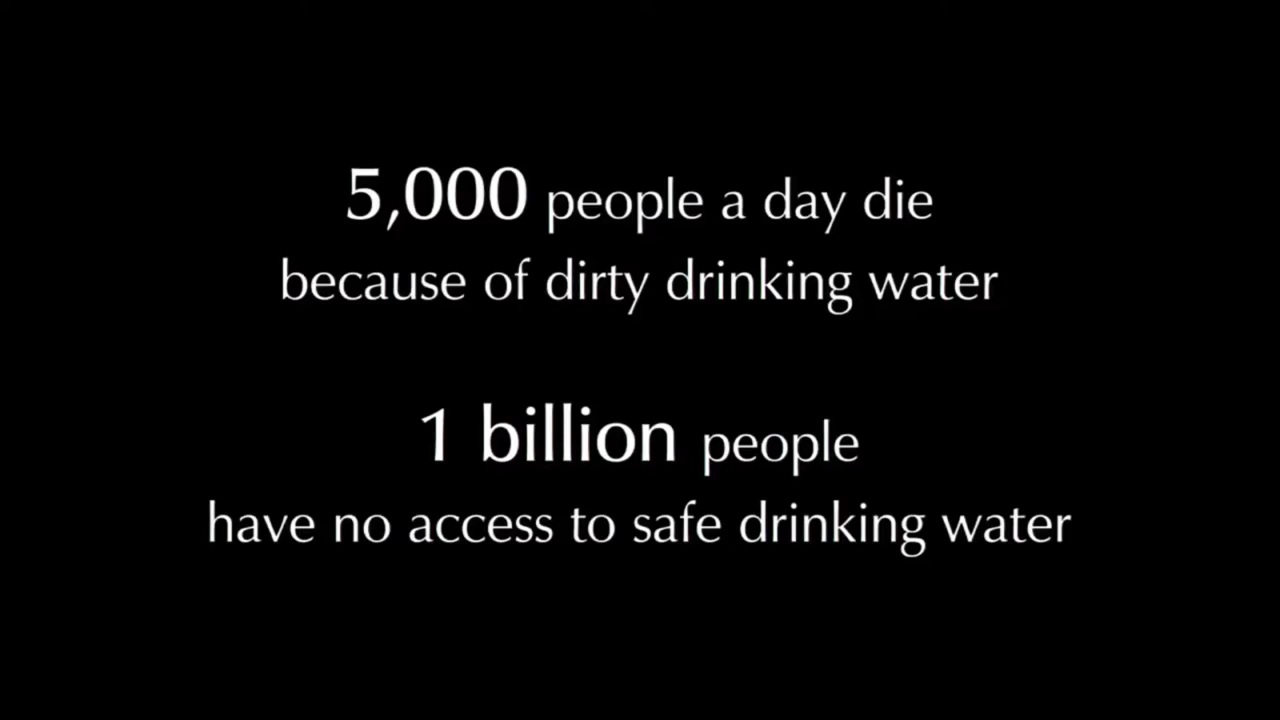 5,000 people a day die
because of dirty drinking water
1 billion people
have no access to safe drinking water